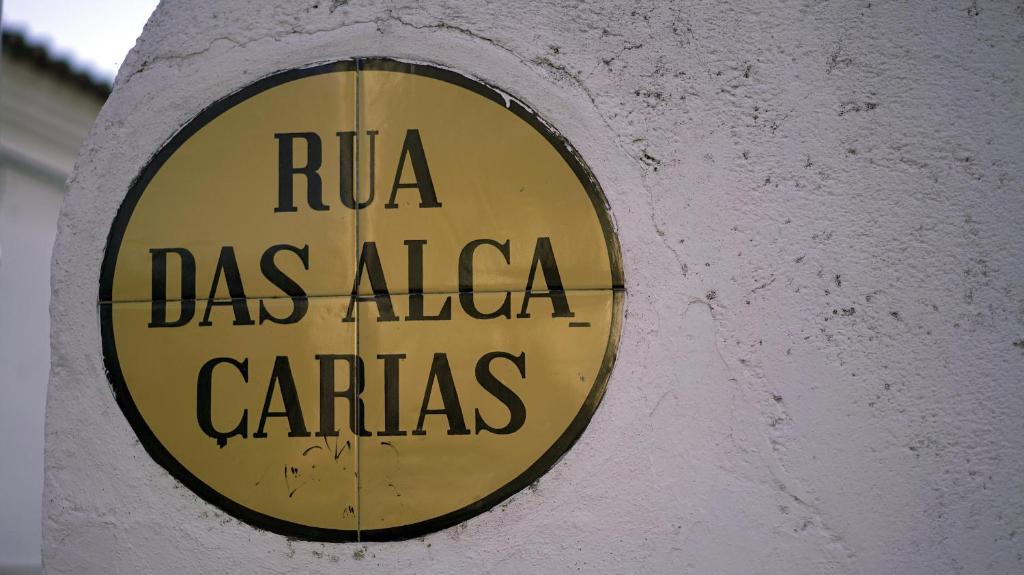 RUA
DAS ALCA_
ÇARIAS